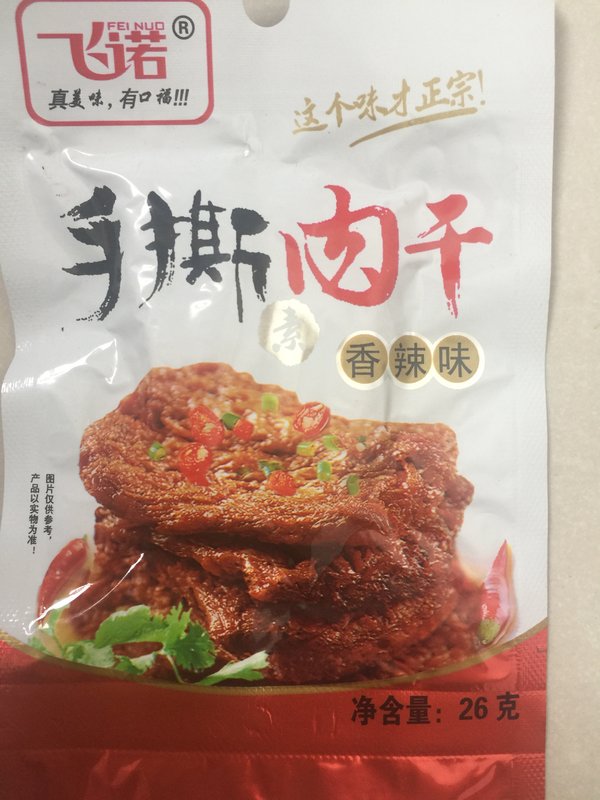 FEI NUO
飞诺®
真美味,有口福!!!
这个味才正宗!
手撕肉干
素
香辣味
图片仅供参考,
产品以实物为准!
净含量: 26克